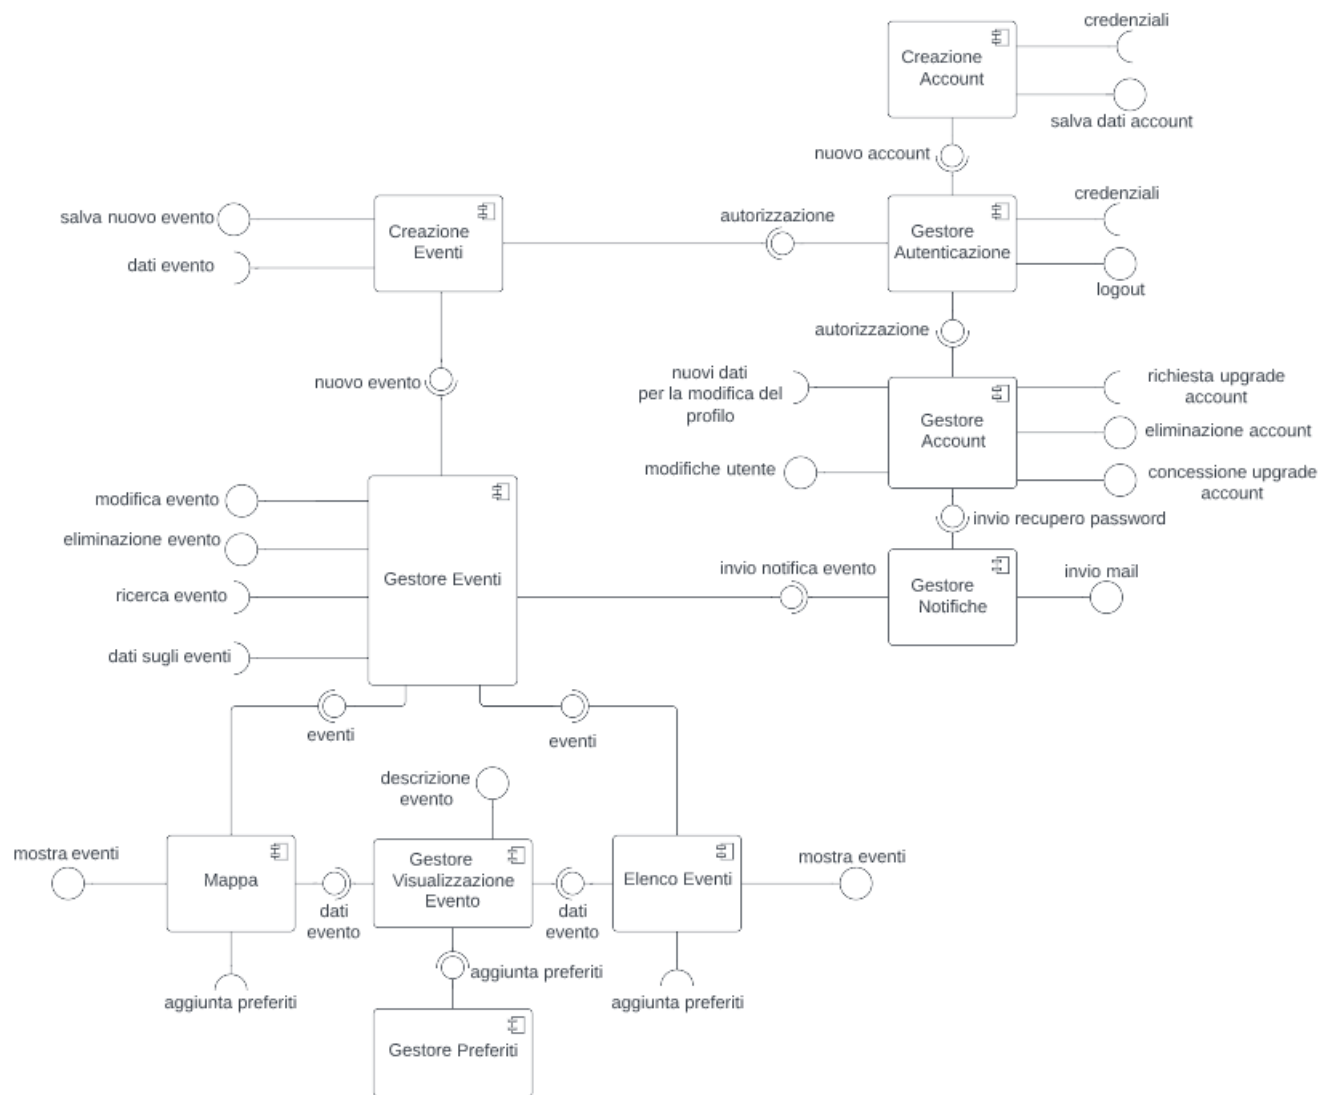 credenziali
Creazione
Account
salva dati account
nuovo account
credenziali
salva nuovo evento
autorizzazione
Creazione
Eventi
Gestore
Autenticazione
dati evento
logout
autorizzazione
nuovo evento
nuovi dati
per la modifica del
profilo
richiesta upgrade
account
Gestore
Account
eliminazione account
modifiche utente
concessione upgrade
account
modifica evento
invio recupero password
eliminazione evento
Gestore Eventi
invio notifica evento
Gestore
Notifiche
invio mail
ricerca evento
dati sugli eventi
eventi
eventi
descrizione
evento
mostra eventi
Mappa
Gestore
Visualizzazione
Evento
Elenco Eventi
mostra eventi
dati
evento
dati
evento
aggiunta preferiti
aggiunta preferiti
aggiunta preferiti
Gestore Preferiti